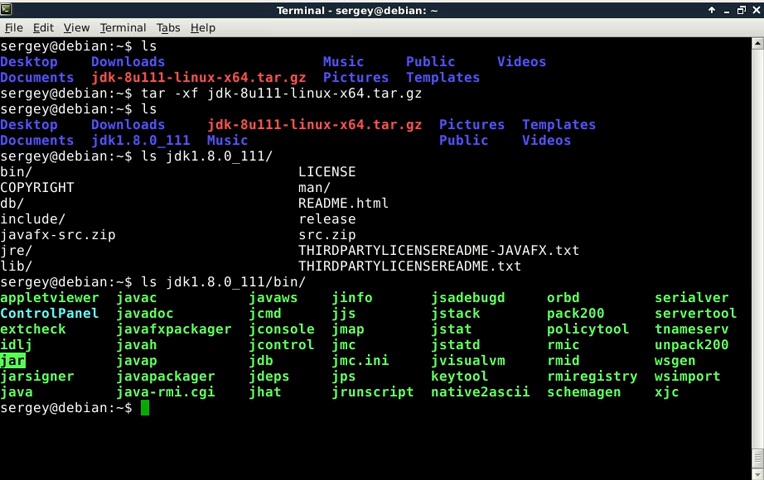 Terminal - sergey@debian: ~
File Edit View Terminal Tabs Help
sergey@debian:~$ ls
Desktop Downloads Music Public Videos
Documents jdk-8u111-linux-x64.tar.gz Pictures Templates
sergey@debian:~$ tar -xf jdk-8u111-linux-x64.tar.gz
sergey@debian:~$ ls
Desktop Downloads jdk-8u111-linux-x64.tar.gz Pictures Templates
Documents jdk1.8.0_111 Music Public Videos
sergey@debian:~$ ls jdk1.8.0_111/
bin/ LICENSE
COPYRIGHT man/
db/ README.html
include/ release
javafx-src.zip src.zip
jre/ THIRDPARTYLICENSEREADME-JAVAFX.txt
lib/ THIRDPARTYLICENSEREADME.txt
sergey@debian:~$ ls jdk1.8.0_111/bin/
appletviewer javac javaws jinfo jsadebugd orbd serialver
ControlPanel javadoc jcmd jjs jstack pack200 servertool
extcheck javafxpackager jconsole jmap jstat policytool tnameserv
idlj javah jcontrol jmc jstatd rmic unpack200
jar javap jdb jmc.ini jvisualvm rmid wsgen
jarsigner javapackager jdeps jps keytool rmiregistry wsimport
java java-rmi.cgi jhat jrunscript native2ascii schemagen xjc
sergey@debian:~$